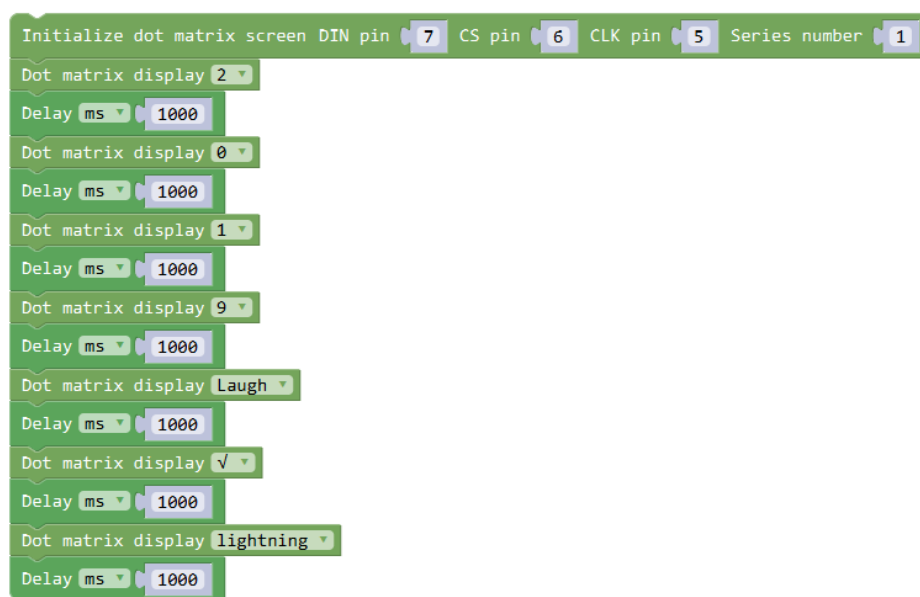 Initialize dot matrix screen DIN pin 7 CS pin 6 CLK pin 5 Series number 1
Dot matrix display 2
Delay ms 1000
Dot matrix display 0
Delay ms 1000
Dot matrix display 1
Delay ms 1000
Dot matrix display 9
Delay ms 1000
Dot matrix display Laugh
Delay ms 1000
Dot matrix display √
Delay ms 1000
Dot matrix display lightning
Delay ms 1000